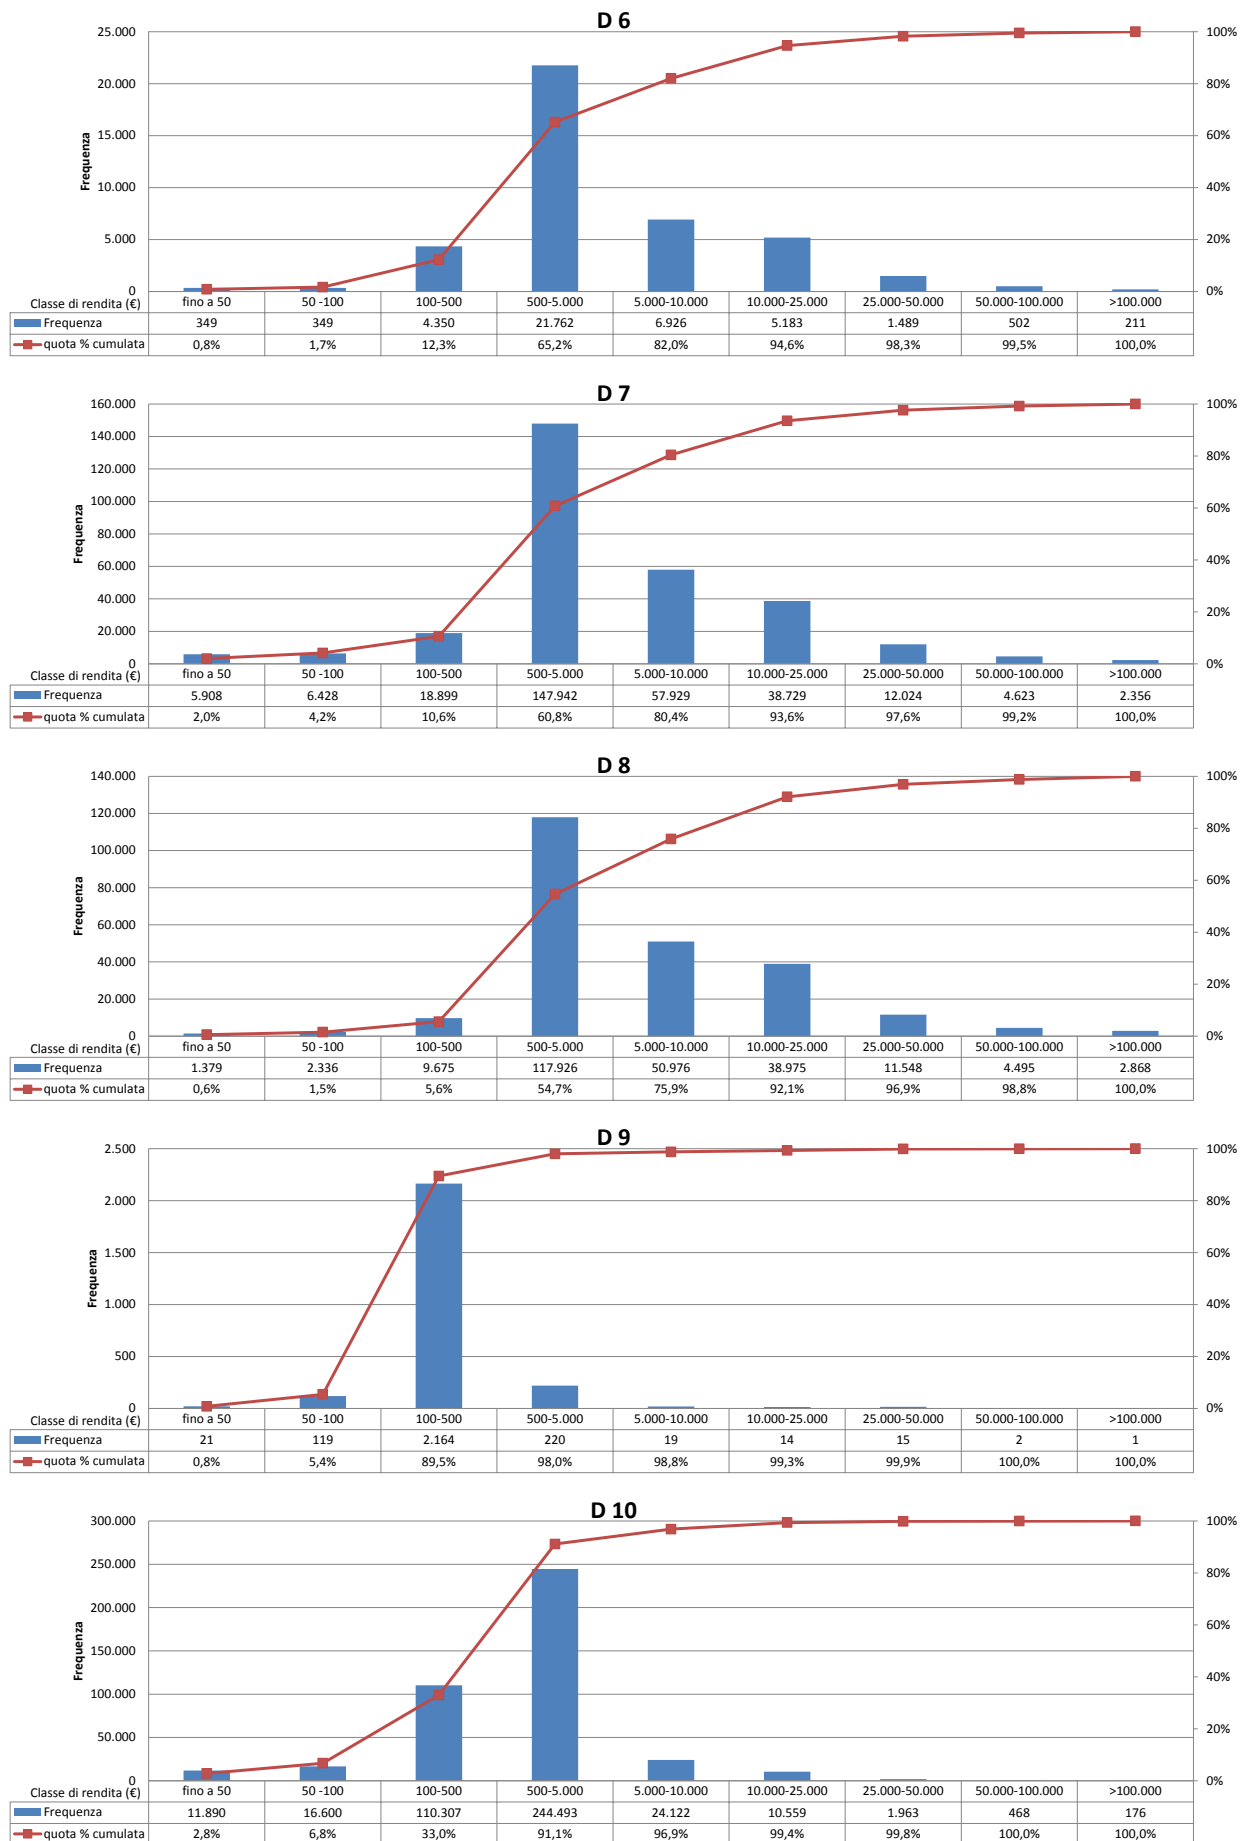 D 6
25.000
20.000
15.000
10.000
5.000
0
Frequenza
100%
80%
60%
40%
20%
0%
Classe di rendita (€) fino a 50 50 -100 100-500 500-5.000 5.000-10.000 10.000-25.000 25.000-50.000 50.000-100.000 >100.000
Frequenza 349 349 4.350 21.762 6.926 5.183 1.489 502 211
quota % cumulata 0,8% 1,7% 12,3% 65,2% 82,0% 94,6% 98,3% 99,5% 100,0%
D 7
160.000
140.000
120.000
100.000
80.000
60.000
40.000
20.000
0
Frequenza
100%
80%
60%
40%
20%
0%
Classe di rendita (€) fino a 50 50 -100 100-500 500-5.000 5.000-10.000 10.000-25.000 25.000-50.000 50.000-100.000 >100.000
Frequenza 5.908 6.428 18.899 147.942 57.929 38.729 12.024 4.623 2.356
quota % cumulata 2,0% 4,2% 10,6% 60,8% 80,4% 93,6% 97,6% 99,2% 100,0%
D 8
140.000
120.000
100.000
80.000
60.000
40.000
20.000
0
Frequenza
100%
80%
60%
40%
20%
0%
Classe di rendita (€) fino a 50 50 -100 100-500 500-5.000 5.000-10.000 10.000-25.000 25.000-50.000 50.000-100.000 >100.000
Frequenza 1.379 2.336 9.675 117.926 50.976 38.975 11.548 4.495 2.868
quota % cumulata 0,6% 1,5% 5,6% 54,7% 75,9% 92,1% 96,9% 98,8% 100,0%
D 9
2.500
2.000
1.500
1.000
500
0
Frequenza
100%
80%
60%
40%
20%
0%
Classe di rendita (€) fino a 50 50 -100 100-500 500-5.000 5.000-10.000 10.000-25.000 25.000-50.000 50.000-100.000 >100.000
Frequenza 21 119 2.164 220 19 14 15 2 1
quota % cumulata 0,8% 5,4% 89,5% 98,0% 98,8% 99,3% 99,9% 100,0% 100,0%
D 10
300.000
250.000
200.000
150.000
100.000
50.000
0
Frequenza
100%
80%
60%
40%
20%
0%
Classe di rendita (€) fino a 50 50 -100 100-500 500-5.000 5.000-10.000 10.000-25.000 25.000-50.000 50.000-100.000 >100.000
Frequenza 11.890 16.600 110.307 244.493 24.122 10.559 1.963 468 176
quota % cumulata 2,8% 6,8% 33,0% 91,1% 96,9% 99,4% 99,8% 100,0% 100,0%